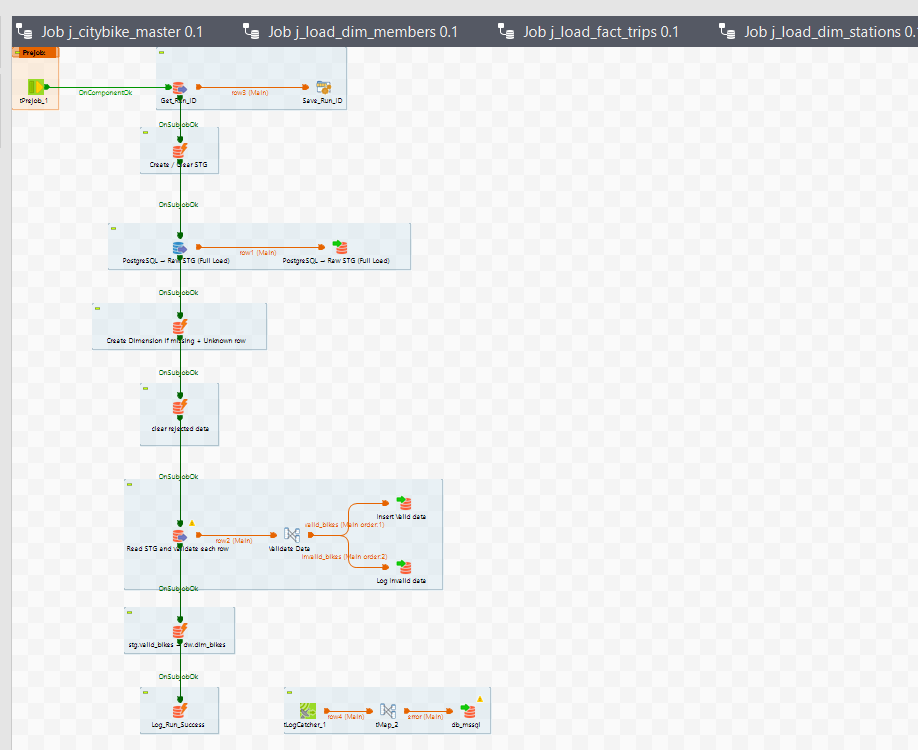 Job j_citybike_master 0.1
Job j_load_dim_members 0.1
Job j_load_fact_trips 0.1
Job j_load_dim_stations 0.
Prejob:
tPrejob_1
OnComponentOk
Get_Run_ID
row3 (Main)
Save_Run_ID
OnSubjobOk
Create / Clear STG
OnSubjobOk
row1 (Main)
PostgreSQL → Raw STG (Full Load)
PostgreSQL → Raw STG (Full Load)
OnSubjobOk
Create Dimension if missing + Unknown row
OnSubjobOk
clear rejected data
OnSubjobOk
Insert Valid data
valid_bikes (Main order:1)
row2 (Main)
Read STG and validate each row
Validate Data
invalid_bikes (Main order:2)
Log invalid data
OnSubjobOk
stg.valid_bikes → dw.dim_bikes
OnSubjobOk
Log_Run_Success
tLogCatcher_1
row4 (Main)
tMap_2
error (Main)
db_mssql